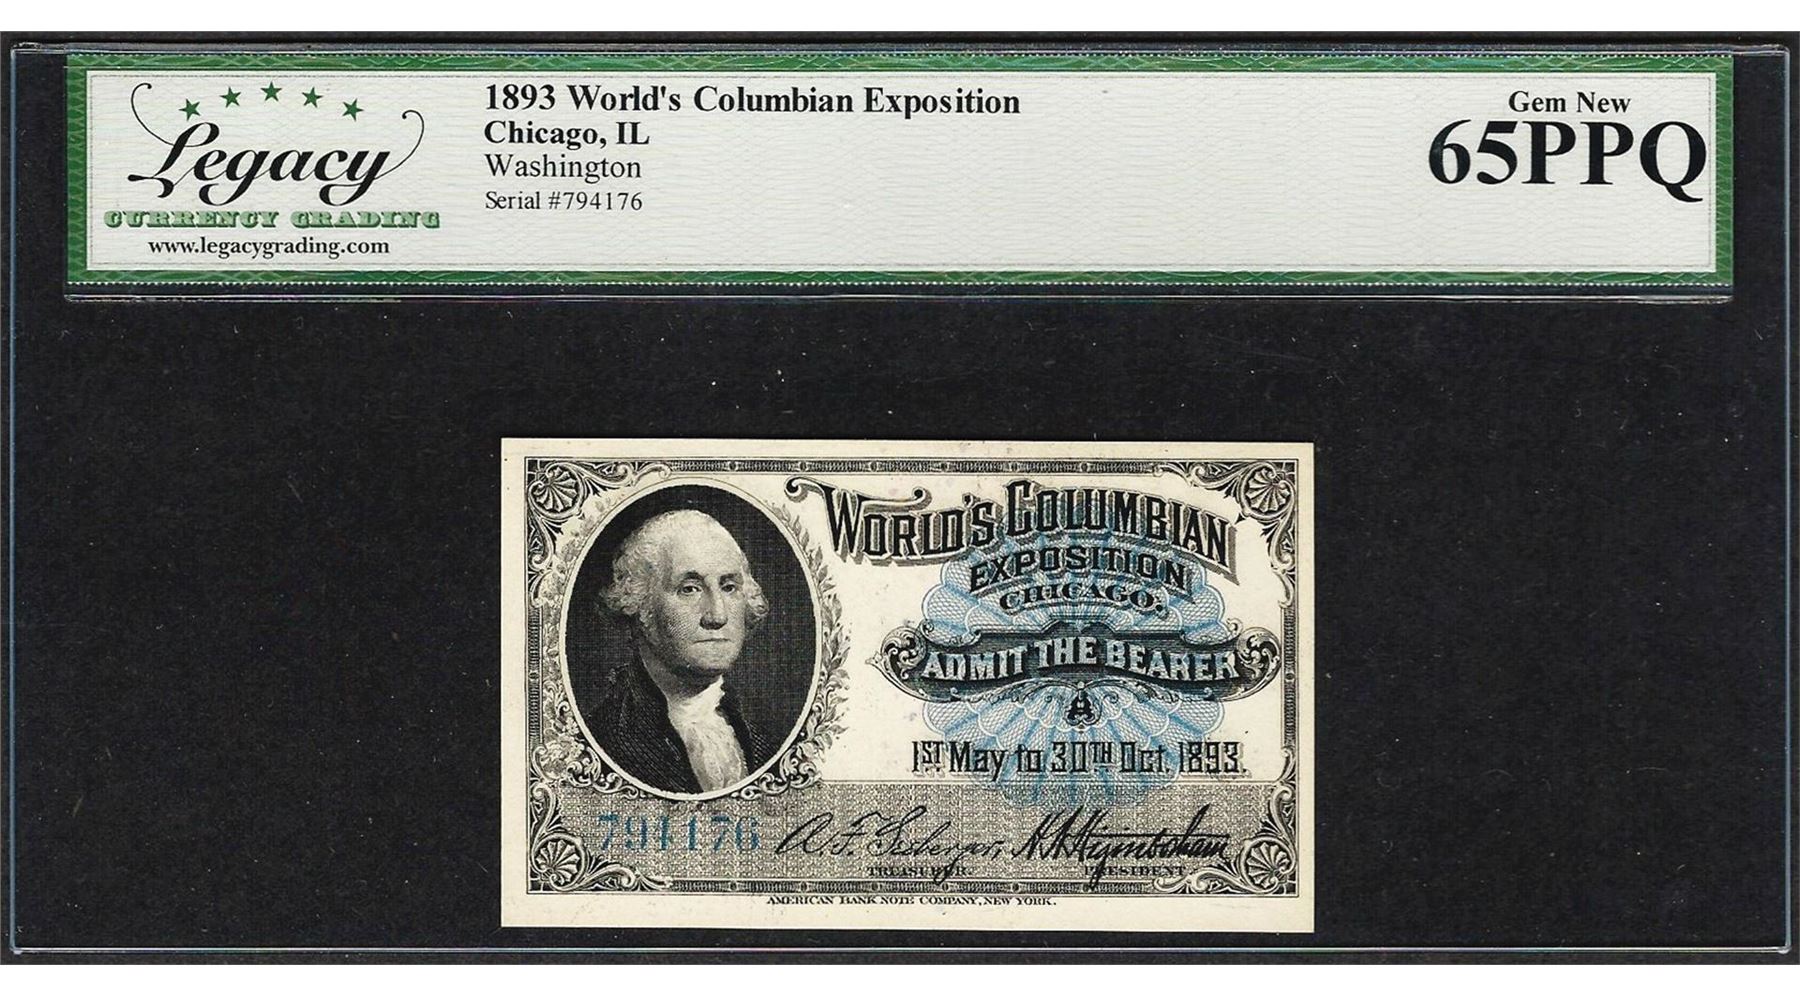 Legacy
CURRENCY GRADING
www.legacygrading.com
1893 World's Columbian Exposition
Chicago, IL
Washington
Serial #794176
Gem New
65PPQ
WORLD'S COLUMBIAN
EXPOSITION
CHICAGO.
ADMIT THE BEARER
A
1ST May to 30TH Oct. 1893.
794176 A. F. Seeberger, H N Higinbotham
TREASURER. PRESIDENT
AMERICAN BANK NOTE COMPANY, NEW YORK.